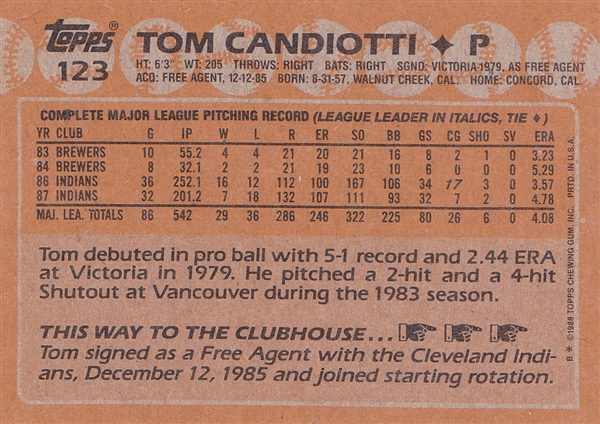 topps
123
TOM CANDIOTTI ✦ P
HT: 6'3" WT: 205 THROWS: RIGHT BATS: RIGHT SGND: VICTORIA-1979, AS FREE AGENT
ACQ: FREE AGENT, 12-12-85 BORN: 8-31-57, WALNUT CREEK, CAL. HOME: CONCORD, CAL.
COMPLETE MAJOR LEAGUE PITCHING RECORD (LEAGUE LEADER IN ITALICS, TIE ♦)
YR CLUB G IP W L R ER SO BB GS CG SHO SV ERA
83 BREWERS 10 55.2 4 4 21 20 21 16 8 2 1 0 3.23
84 BREWERS 8 32.1 2 2 21 19 23 10 6 0 0 0 5.29
86 INDIANS 36 252.1 16 12 112 100 167 106 34 17 3 0 3.57
87 INDIANS 32 201.2 7 18 132 107 111 93 32 7 2 0 4.78
MAJ. LEA. TOTALS 86 542 29 36 286 246 322 225 80 26 6 0 4.08
Tom debuted in pro ball with 5-1 record and 2.44 ERA
at Victoria in 1979. He pitched a 2-hit and a 4-hit
Shutout at Vancouver during the 1983 season.
THIS WAY TO THE CLUBHOUSE...
Tom signed as a Free Agent with the Cleveland Indi-
ans, December 12, 1985 and joined starting rotation.
B * ©1988 TOPPS CHEWING GUM, INC. PRTD. IN U.S.A.